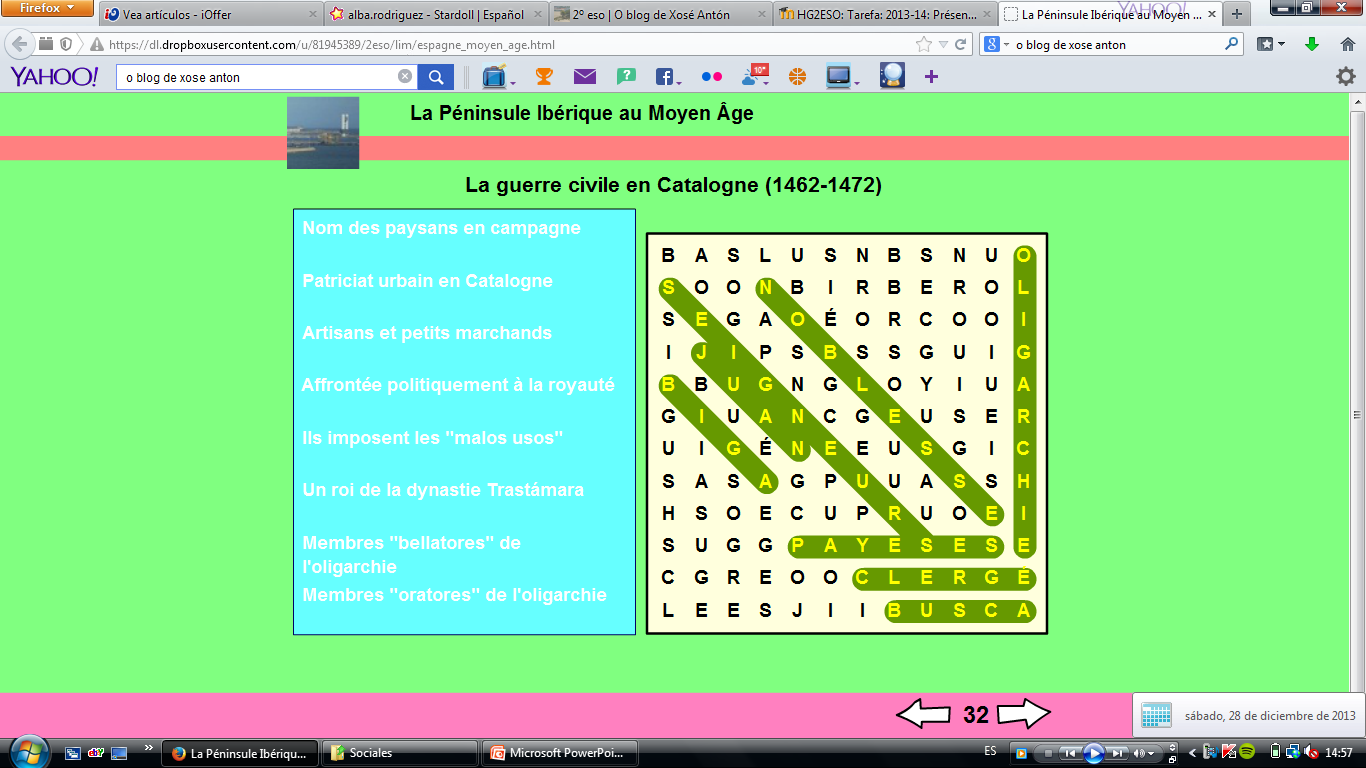 Firefox
Vea artículos - iOffer
alba.rodriguez - Stardoll | Español
2º eso | O blog de Xosé Antón
HG2ESO: Tarefa: 2013-14: Présen...
La Péninsule Ibérique au Moyen ...
https://dl.dropboxusercontent.com/u/81945389/2eso/lim/espagne_moyen_age.html
o blog de xose anton
YAHOO!
o blog de xose anton
10°
YAHOO!
La Péninsule Ibérique au Moyen Âge
La guerre civile en Catalogne (1462-1472)
Nom des paysans en campagne
Patriciat urbain en Catalogne
Artisans et petits marchands
Affrontée politiquement à la royauté
Ils imposent les "malos usos"
Un roi de la dynastie Trastámara
Membres "bellatores" de
l'oligarchie
Membres "oratores" de l'oligarchie
B A S L U S N B S N U O
S O O N B I R B E R O L
S E G A O É O R C O O I
I J I P S B S S G U I G
B B U G N G L O Y I U A
G I U A N C G E U S E R
U I G É N E E U S G I C
S A S A G P U U A S S H
H S O E C U P R U O E I
S U G G P A Y E S E S E
C G R E O O C L E R G É
L E E S J I I B U S C A
32
sábado, 28 de diciembre de 2013
La Péninsule Ibériqu...
Sociales
Microsoft PowerPoi...
ES
14:57